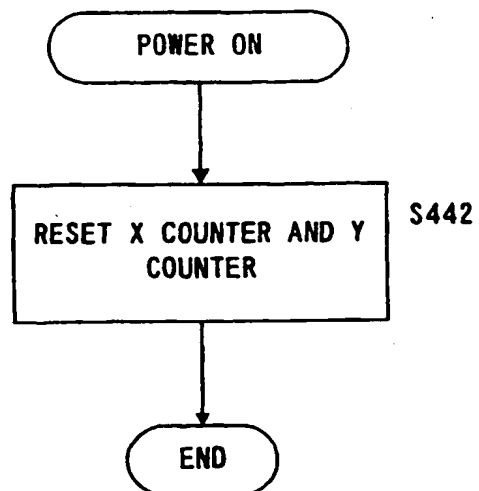 POWER ON
S442
RESET X COUNTER AND Y
COUNTER
END